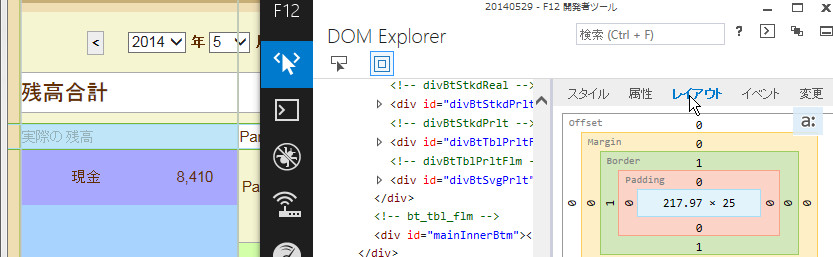 F12
20140529 - F12 開発者ツール
DOM Explorer
検索 (Ctrl + F)
?
<
2014 年 5
残高合計
実際の残高
Par
現金 8,410
Pa
<!-- divBtStkdReal -->
<div id="divBtStkdPrlt
<!-- divBtStkdPrlt -->
<div id="divBtTblPrltF
<!-- divBtTblPrltFlm -->
<div id="divBtSvgPrlt"
</div>
<!-- bt_tbl_flm -->
<div id="mainInnerBtm"><
</div>
スタイル 属性 レイアウト イベント 変更
a:
Offset 0
Margin 0
Border 1
Padding 0
0 0 1 0 217.97 × 25 0 0 0
0
1